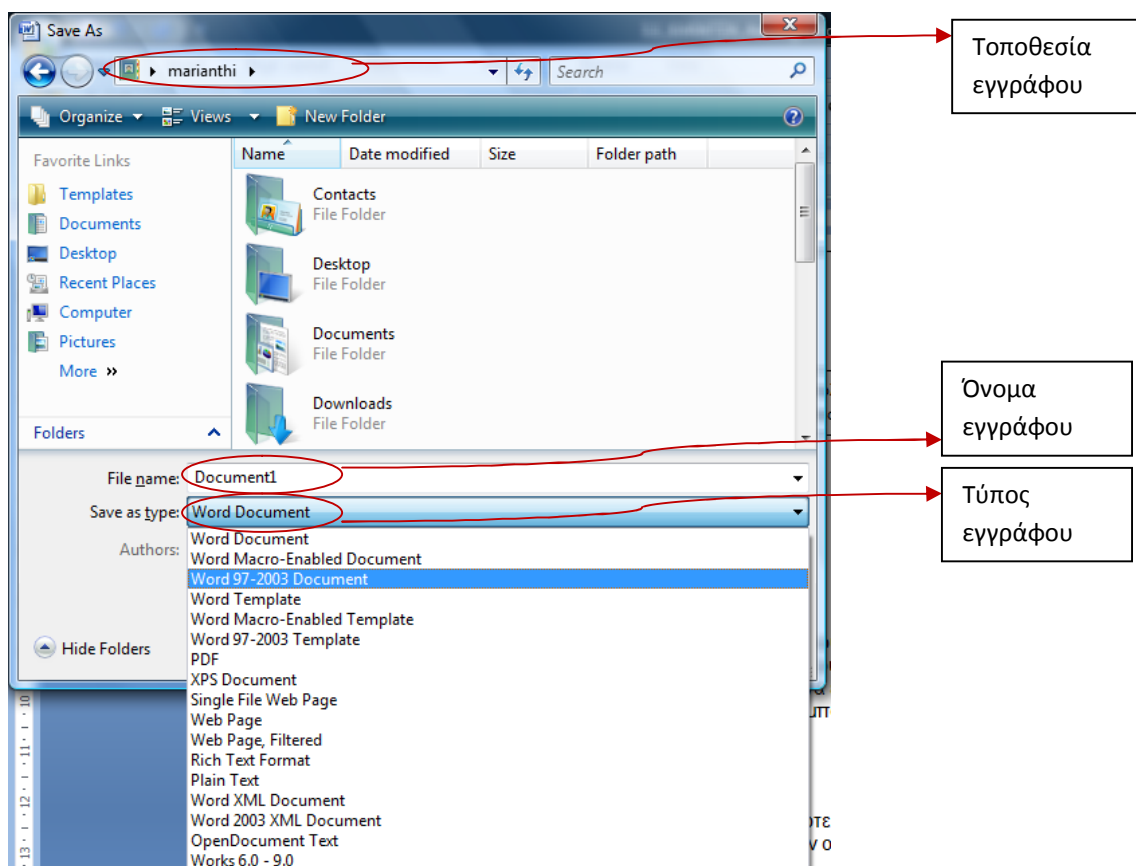 Save As
marianthi
Search
Organize Views New Folder
Favorite Links
Templates
Documents
Desktop
Recent Places
Computer
Pictures
More »
Folders
Name Date modified Size Folder path
Contacts
File Folder
Desktop
File Folder
Documents
File Folder
Downloads
File Folder
File name: Document1
Save as type: Word Document
Authors:
Word Document
Word Macro-Enabled Document
Word 97-2003 Document
Word Template
Word Macro-Enabled Template
Word 97-2003 Template
PDF
XPS Document
Single File Web Page
Web Page
Web Page, Filtered
Rich Text Format
Plain Text
Word XML Document
Word 2003 XML Document
OpenDocument Text
Works 6.0 - 9.0
Hide Folders
10
11
12
13
Τοποθεσία
εγγράφου
Όνομα
εγγράφου
Τύπος
εγγράφου